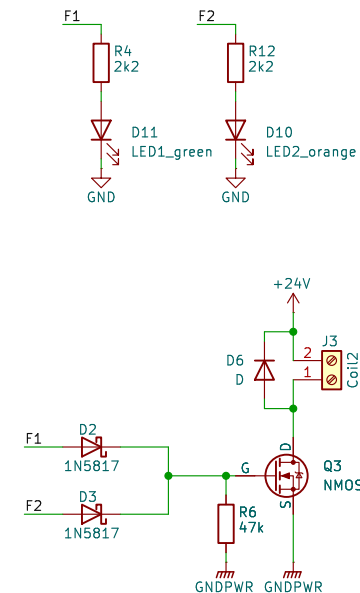 F1
F2
R4
2k2
R12
2k2
D11
LED1_green
D10
LED2_orange
GND
GND
+24V
J3
2
1
Coil2
D6
D
F1
D2
1N5817
F2
D3
1N5817
G
D
S
Q3
NMOS
R6
47k
GNDPWR
GNDPWR